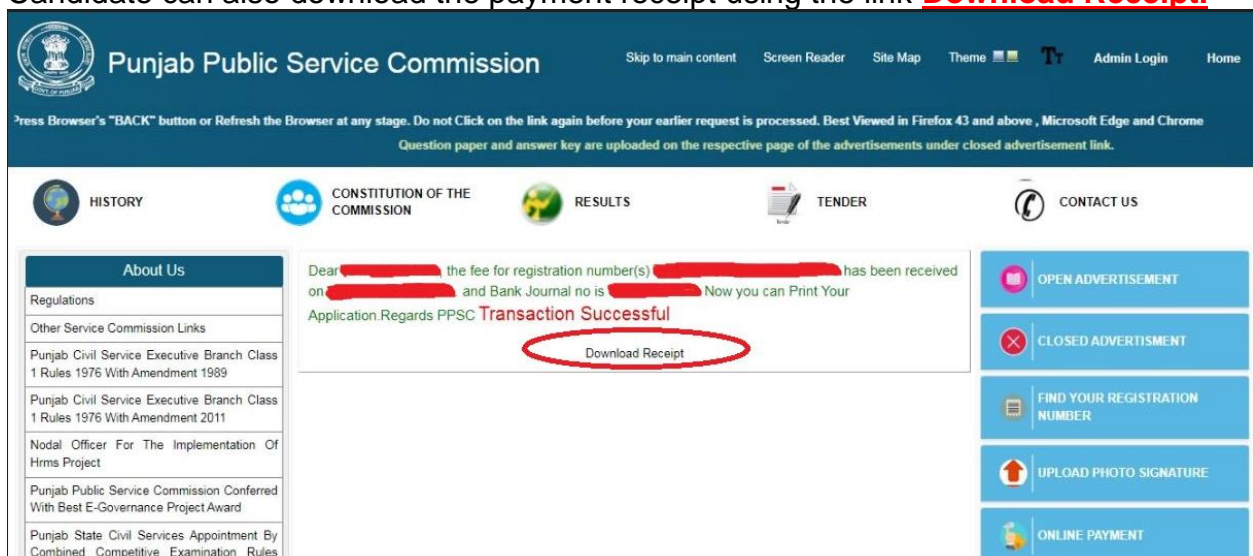 Candidate can also download the payment receipt using the link Download Receipt.
Punjab Public Service Commission
Skip to main content Screen Reader Site Map Theme TT Admin Login Home
Press Browser's "BACK" button or Refresh the Browser at any stage. Do not Click on the link again before your earlier request is processed. Best Viewed in Firefox 43 and above , Microsoft Edge and Chrome
Question paper and answer key are uploaded on the respective page of the advertisements under closed advertisement link.
HISTORY
CONSTITUTION OF THE
COMMISSION
RESULTS
TENDER
CONTACT US
About Us
Regulations
Other Service Commission Links
Punjab Civil Service Executive Branch Class
1 Rules 1976 With Amendment 1989
Punjab Civil Service Executive Branch Class
1 Rules 1976 With Amendment 2011
Nodal Officer For The Implementation Of
Hrms Project
Punjab Public Service Commission Conferred
With Best E-Governance Project Award
Punjab State Civil Services Appointment By
Combined Competitive Examination Rules
Dear , the fee for registration number(s) has been received
on and Bank Journal no is Now you can Print Your
Application.Regards PPSC Transaction Successful
Download Receipt
OPEN ADVERTISEMENT
CLOSED ADVERTISMENT
FIND YOUR REGISTRATION
NUMBER
UPLOAD PHOTO SIGNATURE
ONLINE PAYMENT